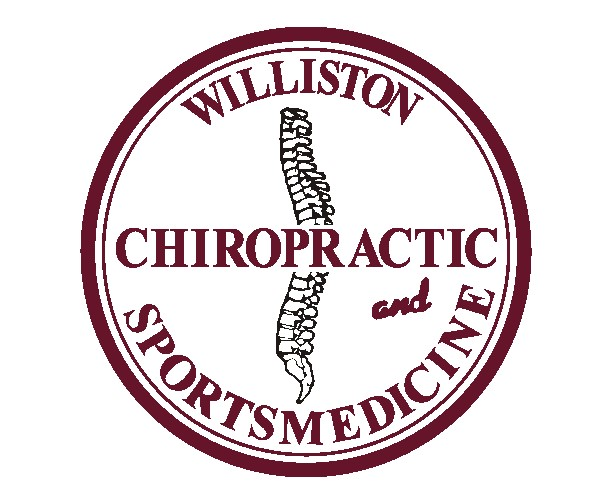 WILLISTON
CHIROPRACTIC
and
SPORTSMEDICINE